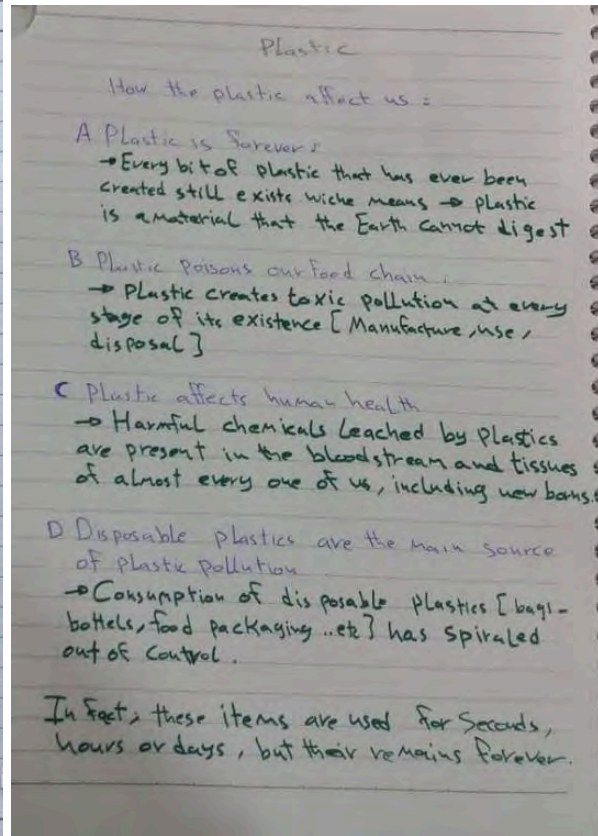 Plastic
How the plastic affect us :
A Plastic is forever :
→ Every bit of plastic that has ever been
created still exists wiche means → plastic
is a material that the Earth cannot digest
B Plastic Poisons our food chain :
→ Plastic creates toxic pollution at every
stage of its existence [Manufacture, use,
disposal]
C Plastic affects human health
→ Harmful chemicals Leached by Plastics
are present in the bloodstream and tissues
of almost every one of us, including new borns.
D Disposable plastics are the main source
of plastic pollution
→ Consumption of disposable Plastics [bags-
bottels, food packaging ..etc] has spiraled
out of Control.
In fact, these items are used for Seconds,
hours or days, but their remains forever.